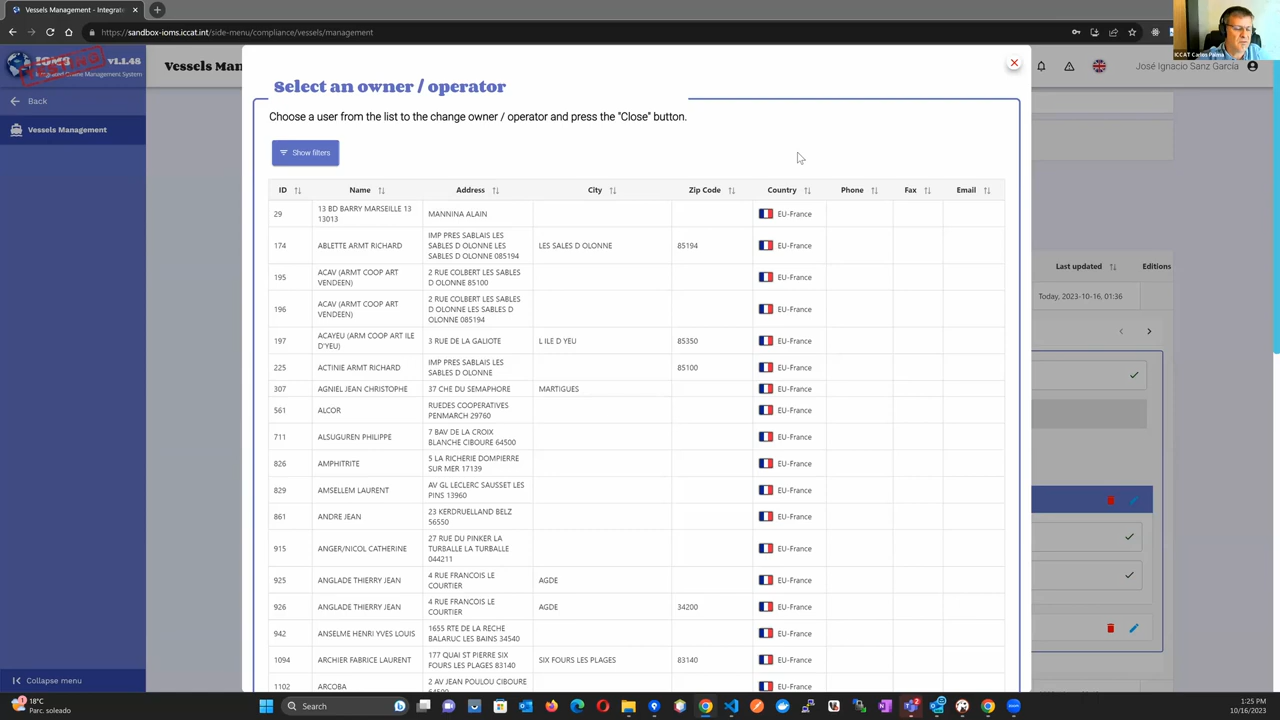 Vessels Management - Integrate
https://sandbox-ioms.iccat.int/side-menu/compliance/vessels/management
ICCAT Carlos Palma
IOMS v1.1.48
Integrated Online Management System
Vessels Man
José Ignacio Sanz García
Back
Vessels Management
Select an owner / operator
Choose a user from the list to the change owner / operator and press the "Close" button.
Show filters
ID Name Address City Zip Code Country Phone Fax Email
29 13 BD BARRY MARSEILLE 13 MANNINA ALAIN EU-France
13013
174 ABLETTE ARMT RICHARD IMP PRES SABLAIS LES LES SALES D OLONNE 85194 EU-France
SABLES D OLONNE LES
SABLES D OLONNE 085194
195 ACAV (ARMT COOP ART 2 RUE COLBERT LES SABLES EU-France
VENDEEN) D OLONNE 85100
196 ACAV (ARMT COOP ART 2 RUE COLBERT LES SABLES EU-France
VENDEEN) D OLONNE LES SABLES D
OLONNE 085194
197 ACAYEU (ARM COOP ART ILE 3 RUE DE LA GALIOTE L ILE D YEU 85350 EU-France
D'YEU)
225 ACTINIE ARMT RICHARD IMP PRES SABLAIS LES 85100 EU-France
SABLES D OLONNE
307 AGNIEL JEAN CHRISTOPHE 37 CHE DU SEMAPHORE MARTIGUES EU-France
561 ALCOR RUEDES COOPERATIVES EU-France
PENMARCH 29760
711 ALSUGUREN PHILIPPE 7 BAV DE LA CROIX EU-France
BLANCHE CIBOURE 64500
826 AMPHITRITE 5 LA RICHERIE DOMPIERRE EU-France
SUR MER 17139
829 AMSELLEM LAURENT AV GL LECLERC SAUSSET LES EU-France
PINS 13960
861 ANDRE JEAN 23 KERDRUELLAND BELZ EU-France
56550
915 ANGER/NICOL CATHERINE 27 RUE DU PINKER LA EU-France
TURBALLE LA TURBALLE
044211
925 ANGLADE THIERRY JEAN 4 RUE FRANCOIS LE AGDE EU-France
COURTIER
926 ANGLADE THIERRY JEAN 4 RUE FRANCOIS LE AGDE 34200 EU-France
COURTIER
942 ANSELME HENRI YVES LOUIS 1655 RTE DE LA RECHE EU-France
BALARUC LES BAINS 34540
1094 ARCHIER FABRICE LAURENT 177 QUAI ST PIERRE SIX SIX FOURS LES PLAGES 83140 EU-France
FOURS LES PLAGES 83140
1102 ARCOBA 2 AV JEAN POULOU CIBOURE EU-France
64500
Last updated Editions
Today, 2023-10-16, 01:36
Collapse menu
18°C
Parc. soleado
Search
1:25 PM
10/16/2023